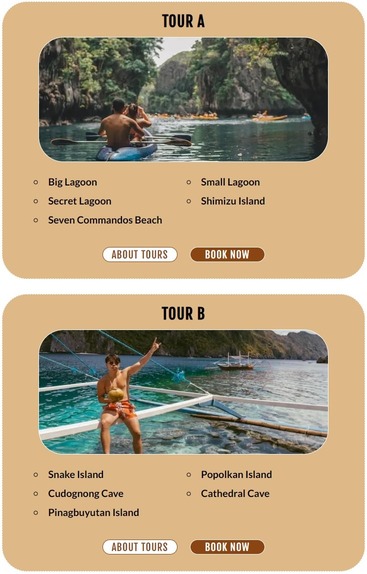 TOUR A
Big Lagoon
Small Lagoon
Secret Lagoon
Shimizu Island
Seven Commandos Beach
ABOUT TOURS
BOOK NOW
TOUR B
Snake Island
Popolkan Island
Cudognong Cave
Cathedral Cave
Pinagbuyutan Island
ABOUT TOURS
BOOK NOW